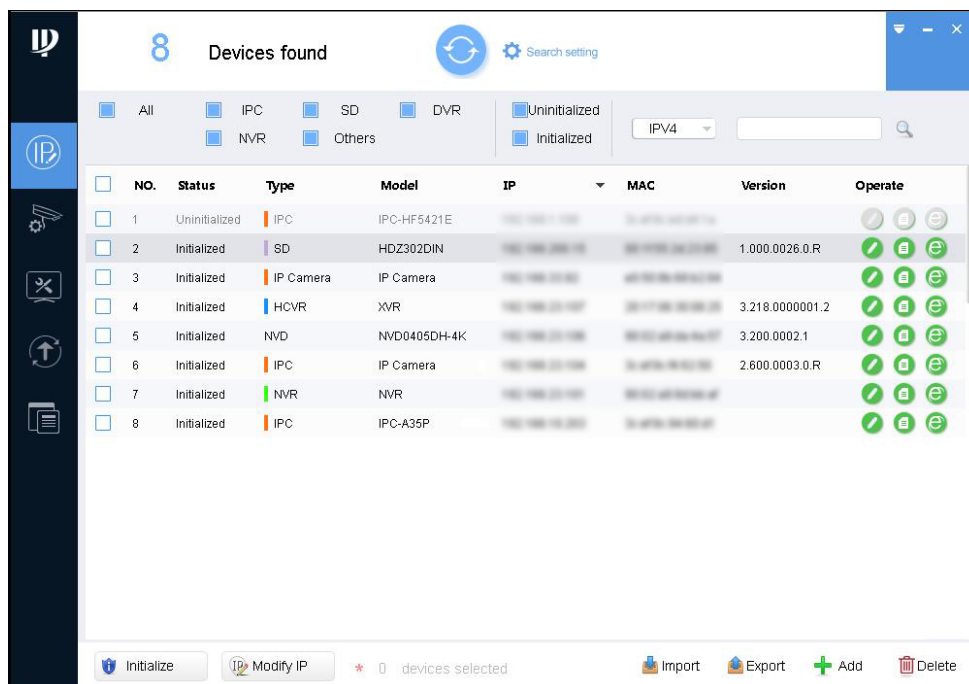 8 Devices found Search setting
All IPC SD DVR Uninitialized
NVR Others Initialized
IPV4
NO. Status Type Model IP MAC Version Operate
1 Uninitialized IPC IPC-HF5421E
2 Initialized SD HDZ302DIN 1.000.0026.0.R
3 Initialized IP Camera IP Camera
4 Initialized HCVR XVR 3.218.0000001.2
5 Initialized NVD NVD0405DH-4K 3.200.0002.1
6 Initialized IPC IP Camera 2.600.0003.0.R
7 Initialized NVR NVR
8 Initialized IPC IPC-A35P
Initialize IP Modify IP * 0 devices selected Import Export Add Delete